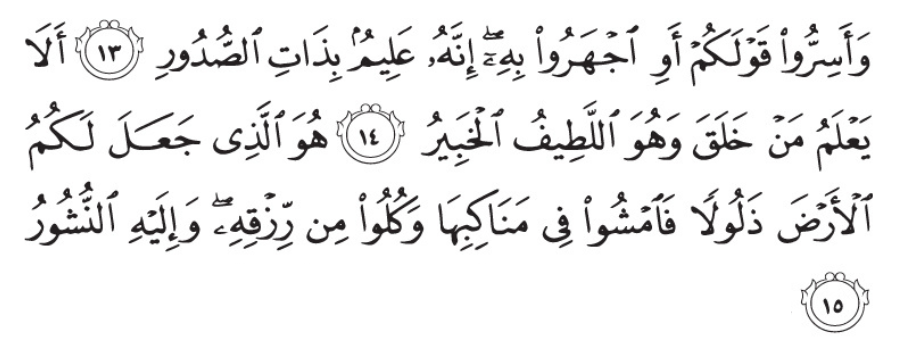 وَأَسِرُّوا۟ قَوْلَكُمْ أَوِ ٱجْهَرُوا۟ بِهِۦٓ ۖ إِنَّهُۥ عَلِيمٌۢ بِذَاتِ ٱلصُّدُورِ ١٣ أَلَا
يَعْلَمُ مَنْ خَلَقَ وَهُوَ ٱللَّطِيفُ ٱلْخَبِيرُ ١٤ هُوَ ٱلَّذِى جَعَلَ لَكُمُ
ٱلْأَرْضَ ذَلُولًا فَٱمْشُوا۟ فِى مَنَاكِبِهَا وَكُلُوا۟ مِن رِّزْقِهِۦ ۖ وَإِلَيْهِ ٱلنُّشُورُ
١٥